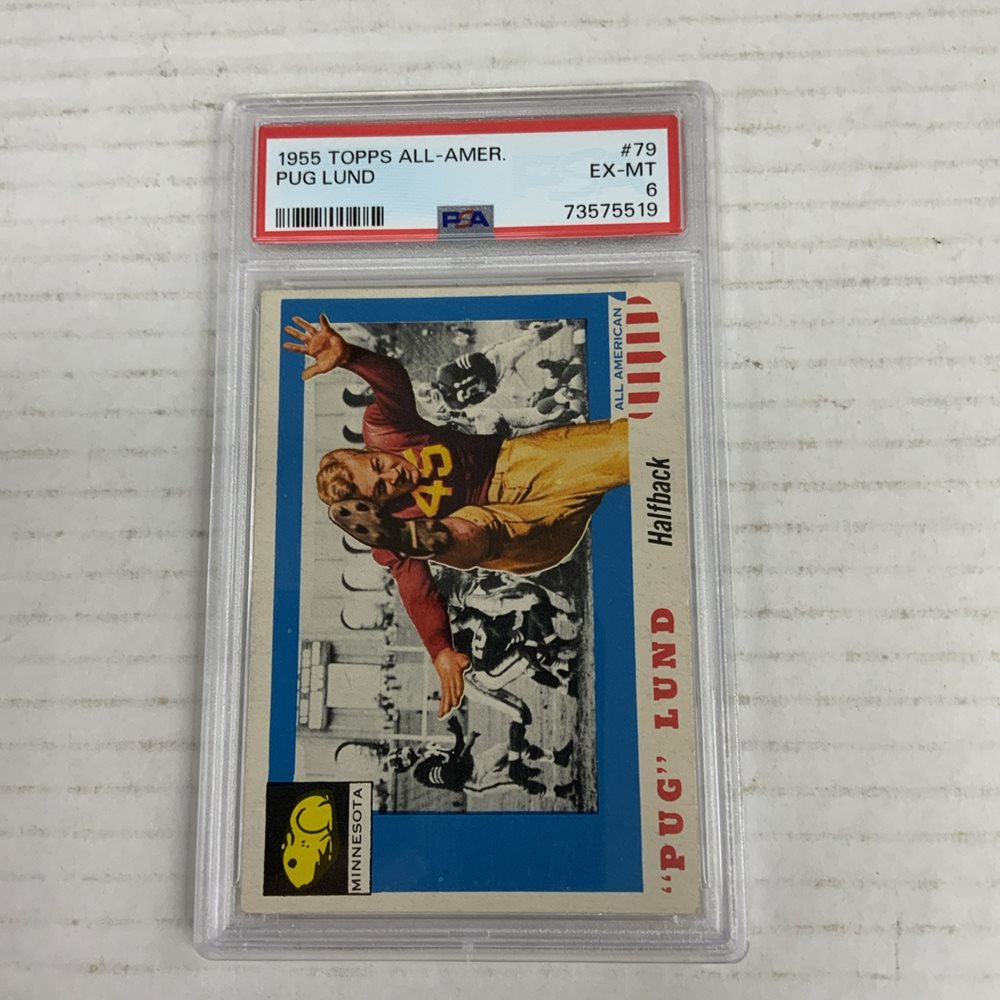 1955 TOPPS ALL-AMER.
#79
PUG LUND
EX-MT
6
73575519
PSA
ALL AMERICAN
45
Halfback
"PUG" LUND
MINNESOTA